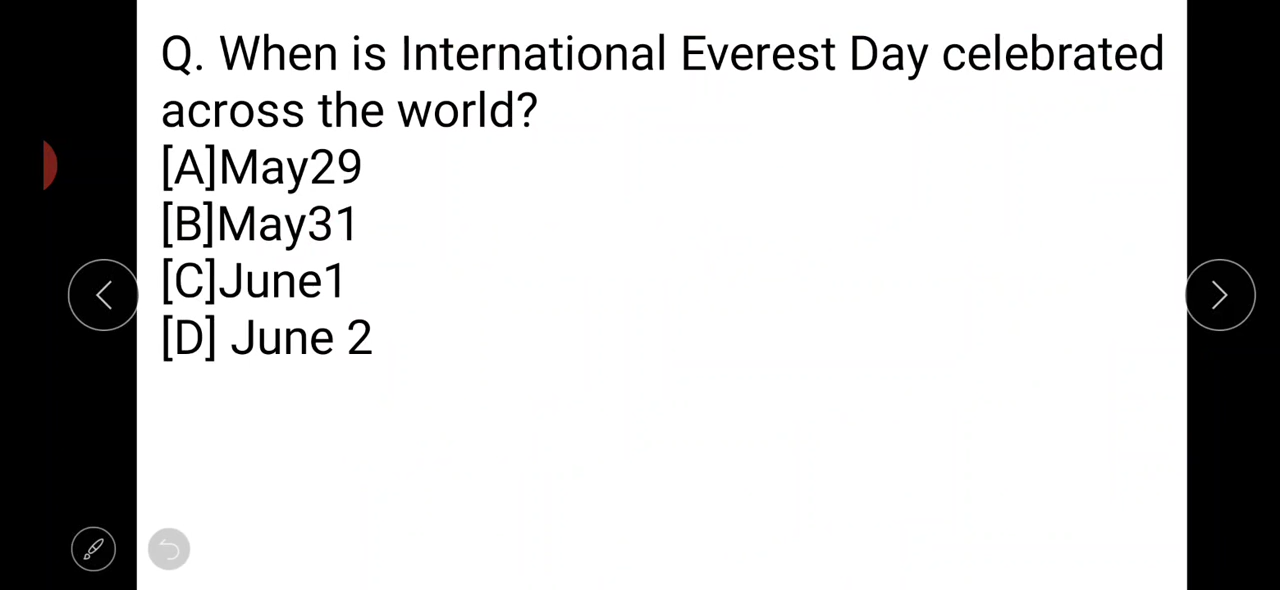 Q. When is International Everest Day celebrated
across the world?
[A]May29
[B]May31
[C]June1
[D] June 2